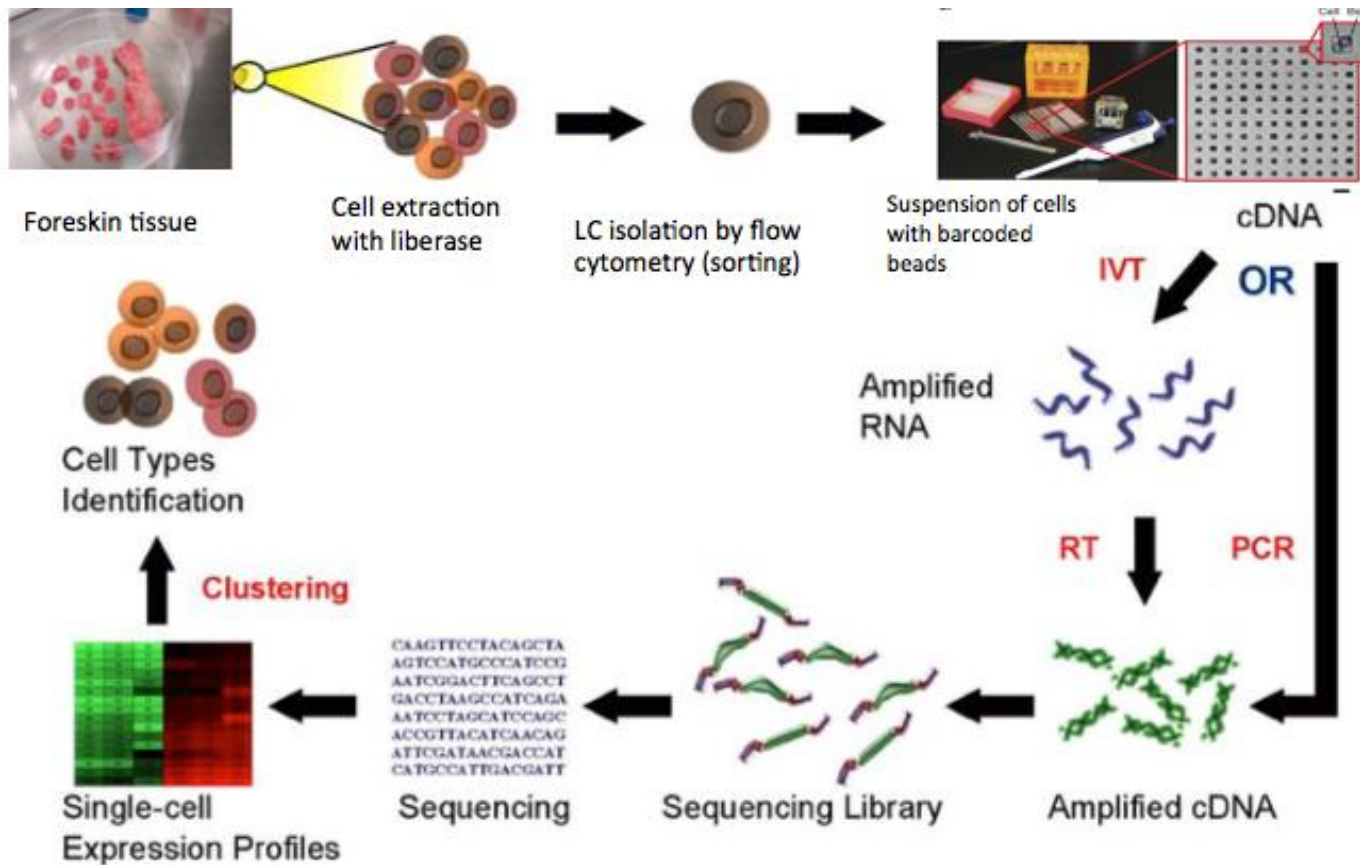 Cell
Foreskin tissue
Cell extraction
with liberase
LC isolation by flow
cytometry (sorting)
Suspension of cells
with barcoded
beads
cDNA
IVT
OR
Amplified
RNA
RT
PCR
Amplified cDNA
Sequencing Library
CAAGTTCCTACAGCTA
AGTCCATGCCCATCCG
AATCGGACTTCAGCCT
GACCTAAGCCATCAGA
AATCCTAGCATCCAGC
ACCGTTACATCAACAG
ATTCGATAACGACCAT
CATGCCATTGACGATT
Sequencing
Single-cell
Expression Profiles
Clustering
Cell Types
Identification